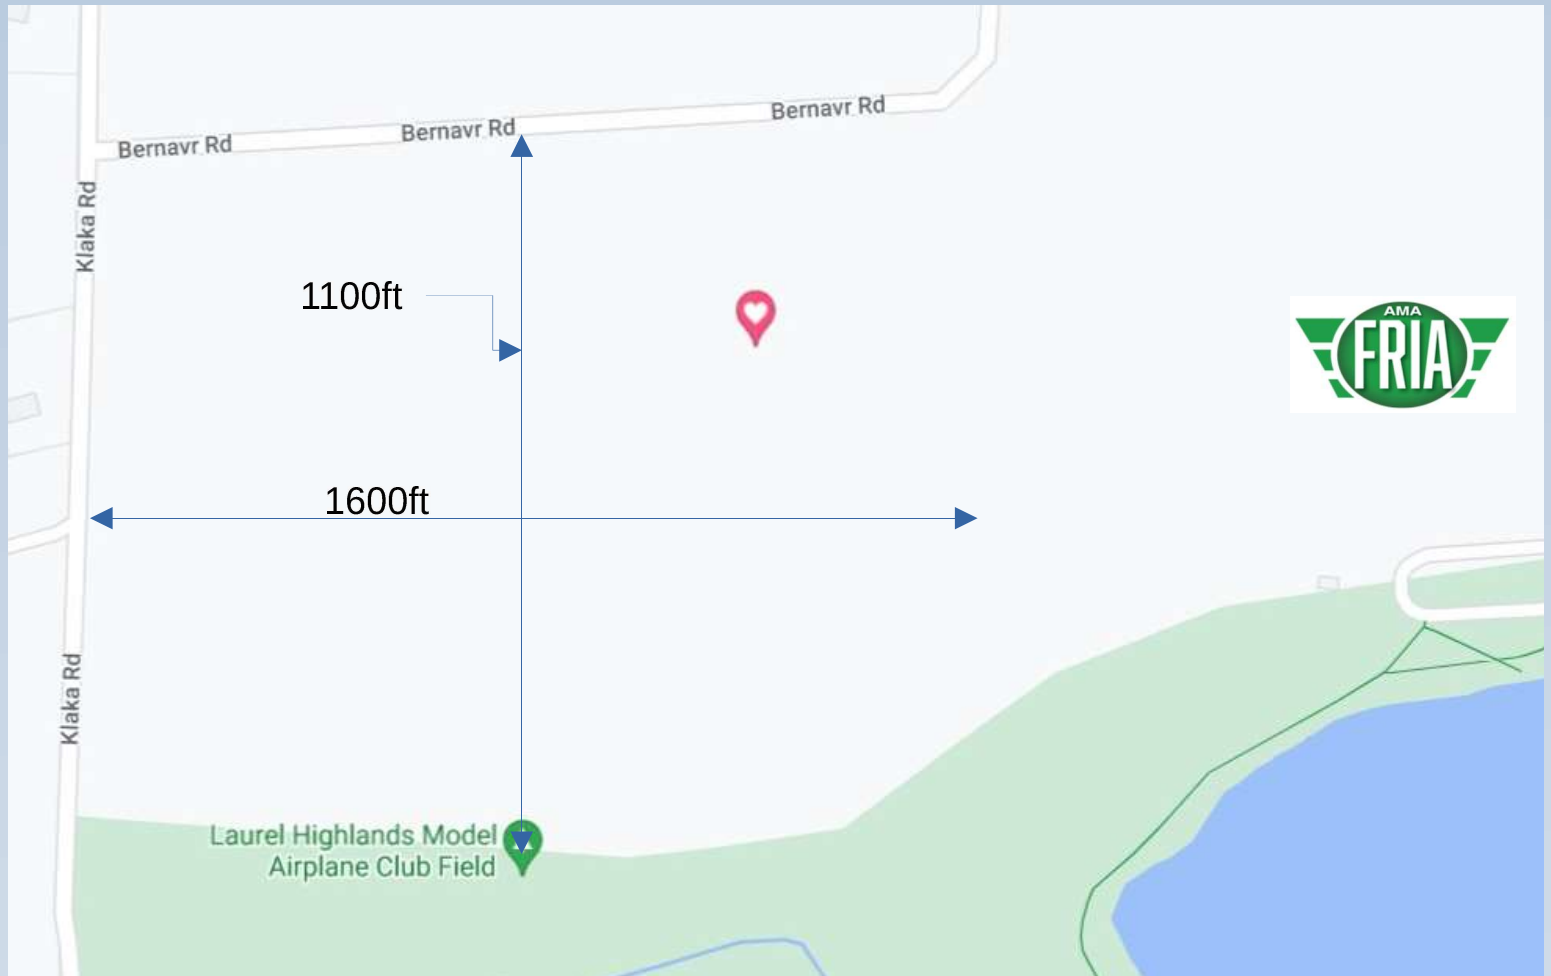 Bernavr Rd
Bernavr Rd
Bernavr Rd
Klaka Rd
1100ft
AMA
FRIA
1600ft
Klaka Rd
Laurel Highlands Model
Airplane Club Field